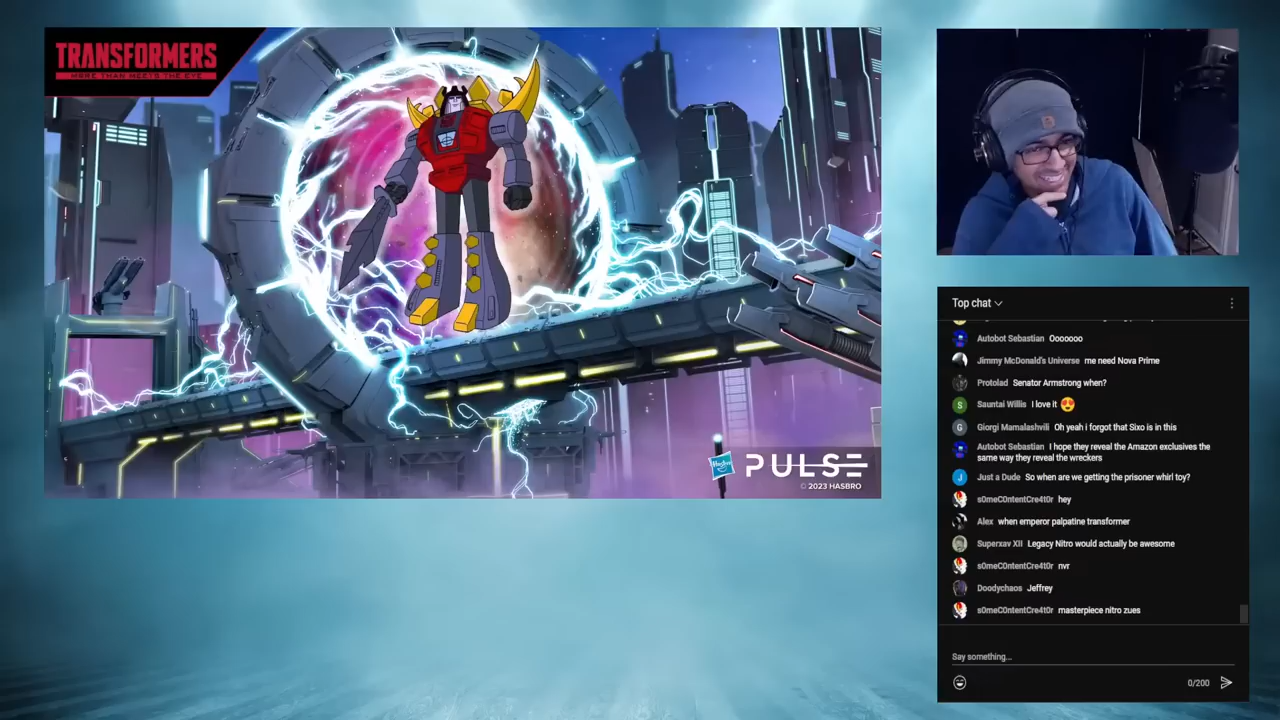 TRANSFORMERS
MORE THAN MEETS THE EYE
Hasbro
PULSE
© 2023 HASBRO
Top chat
Autobot Sebastian Ooooooo
Jimmy McDonald's Universe me need Nova Prime
Protolad Senator Armstrong when?
S
Sauntai Willis I love it 😍
G
Giorgi Mamalashvili Oh yeah i forgot that Sixo is in this
Autobot Sebastian I hope they reveal the Amazon exclusives the
same way they reveal the wreckers
J
Just a Dude So when are we getting the prisoner whirl toy?
s0meC0ntentCre4t0r hey
Alex when emperor palpatine transformer
Superxav XII Legacy Nitro would actually be awesome
s0meC0ntentCre4t0r nvr
Doodychaos Jeffrey
s0meC0ntentCre4t0r masterpiece nitro zues
Say something...
0/200